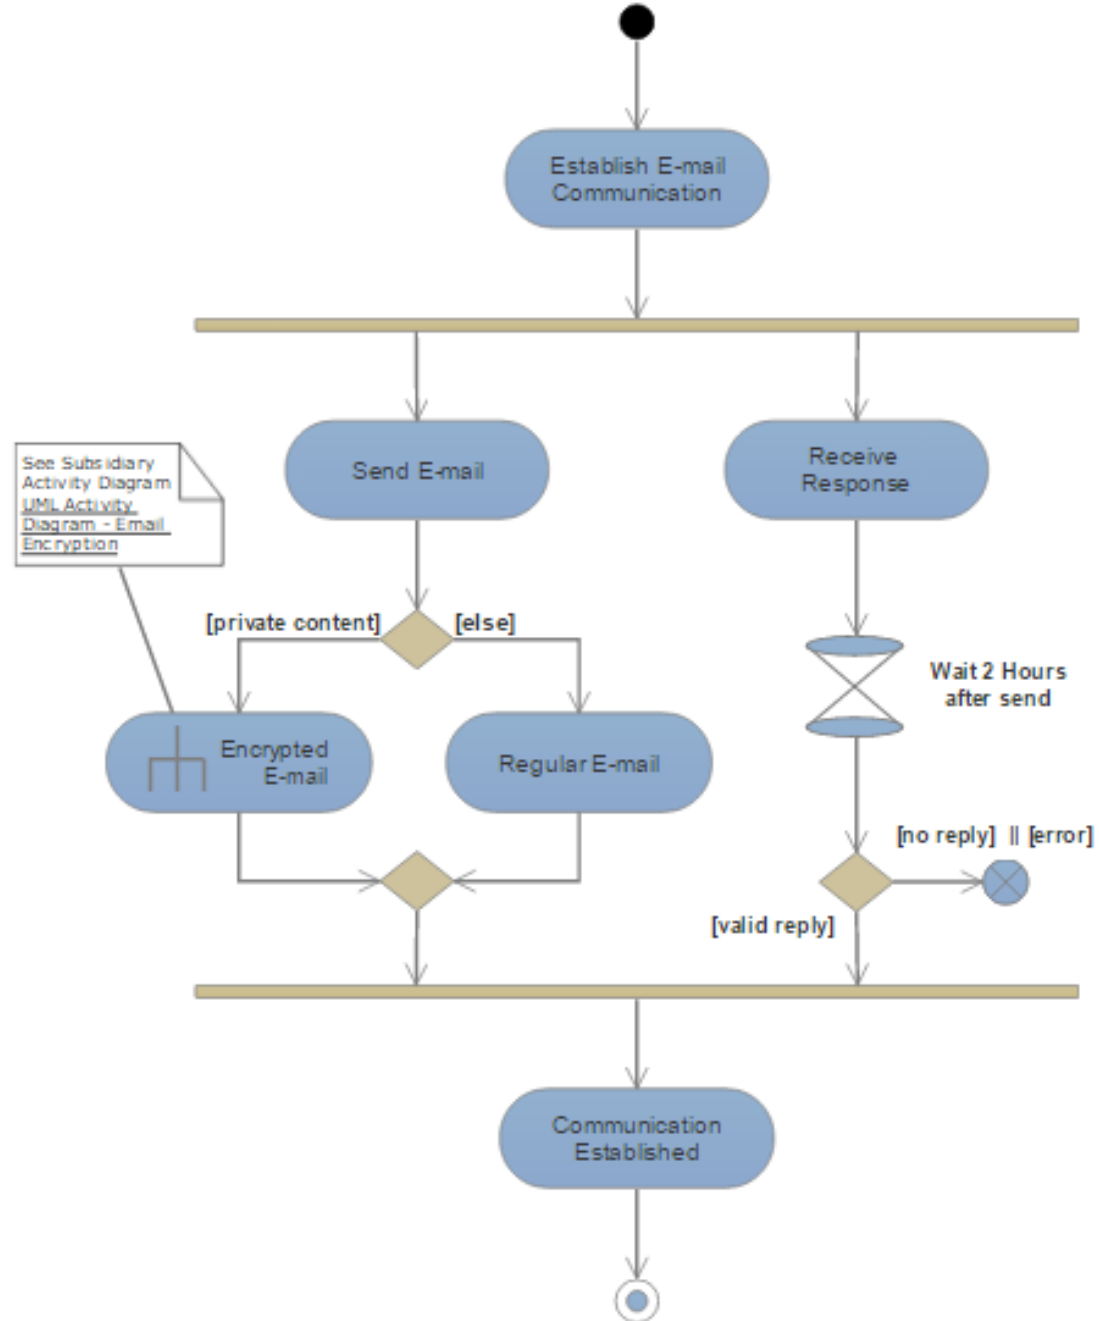 Establish E-mail
Communication
Send E-mail
Receive
Response
See Subsidiary
Activity Diagram
UML Activity
Diagram - Email
Encryption
[private content]
[else]
Wait 2 Hours
after send
Encrypted
E-mail
Regular E-mail
[no reply] || [error]
[valid reply]
Communication
Established